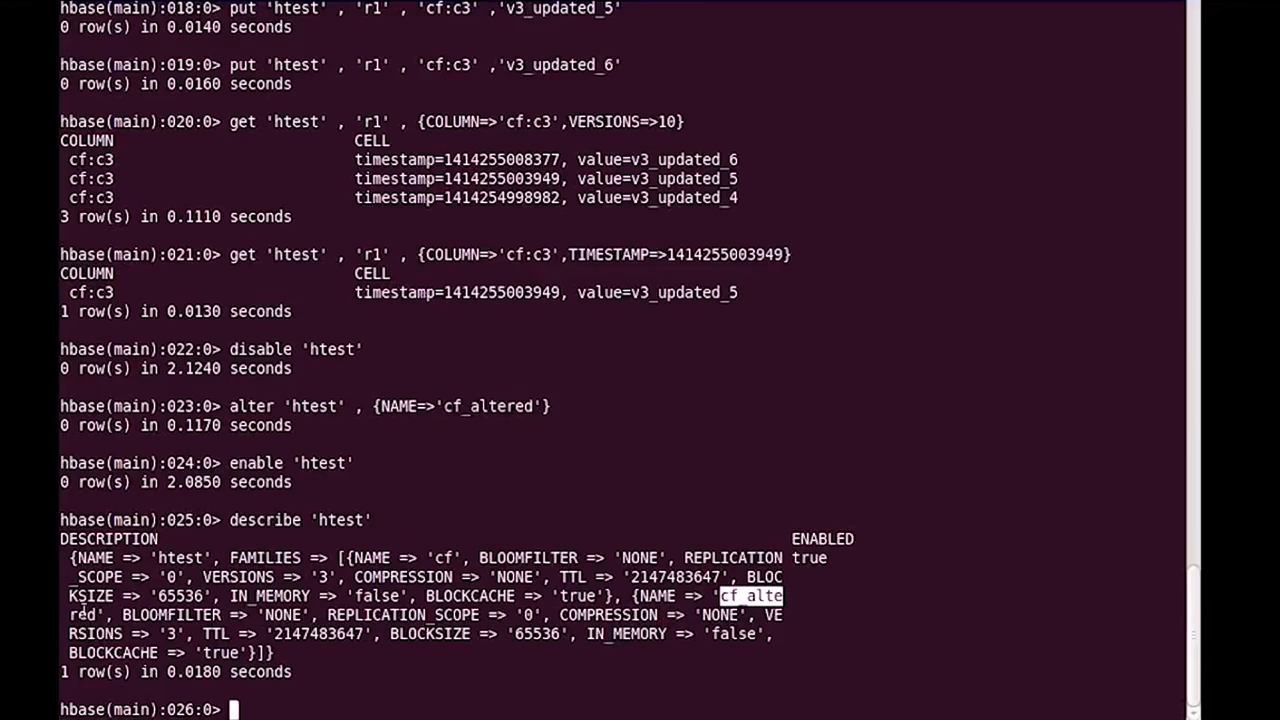 hbase(main):018:0> put 'htest' , 'r1' , 'cf:c3' ,'v3_updated_5'
0 row(s) in 0.0140 seconds
hbase(main):019:0> put 'htest' , 'r1' , 'cf:c3' ,'v3_updated_6'
0 row(s) in 0.0160 seconds
hbase(main):020:0> get 'htest' , 'r1' , {COLUMN=>'cf:c3',VERSIONS=>10}
COLUMN CELL
cf:c3 timestamp=1414255008377, value=v3_updated_6
cf:c3 timestamp=1414255003949, value=v3_updated_5
cf:c3 timestamp=1414254998982, value=v3_updated_4
3 row(s) in 0.1110 seconds
hbase(main):021:0> get 'htest' , 'r1' , {COLUMN=>'cf:c3',TIMESTAMP=>1414255003949}
COLUMN CELL
cf:c3 timestamp=1414255003949, value=v3_updated_5
1 row(s) in 0.0130 seconds
hbase(main):022:0> disable 'htest'
0 row(s) in 2.1240 seconds
hbase(main):023:0> alter 'htest' , {NAME=>'cf_altered'}
0 row(s) in 0.1170 seconds
hbase(main):024:0> enable 'htest'
0 row(s) in 2.0850 seconds
hbase(main):025:0> describe 'htest'
DESCRIPTION ENABLED
{NAME => 'htest', FAMILIES => [{NAME => 'cf', BLOOMFILTER => 'NONE', REPLICATION true
_SCOPE => '0', VERSIONS => '3', COMPRESSION => 'NONE', TTL => '2147483647', BLOC
KSIZE => '65536', IN_MEMORY => 'false', BLOCKCACHE => 'true'}, {NAME => 'cf_alte
red', BLOOMFILTER => 'NONE', REPLICATION_SCOPE => '0', COMPRESSION => 'NONE', VE
RSIONS => '3', TTL => '2147483647', BLOCKSIZE => '65536', IN_MEMORY => 'false',
BLOCKCACHE => 'true'}]}
1 row(s) in 0.0180 seconds
hbase(main):026:0>